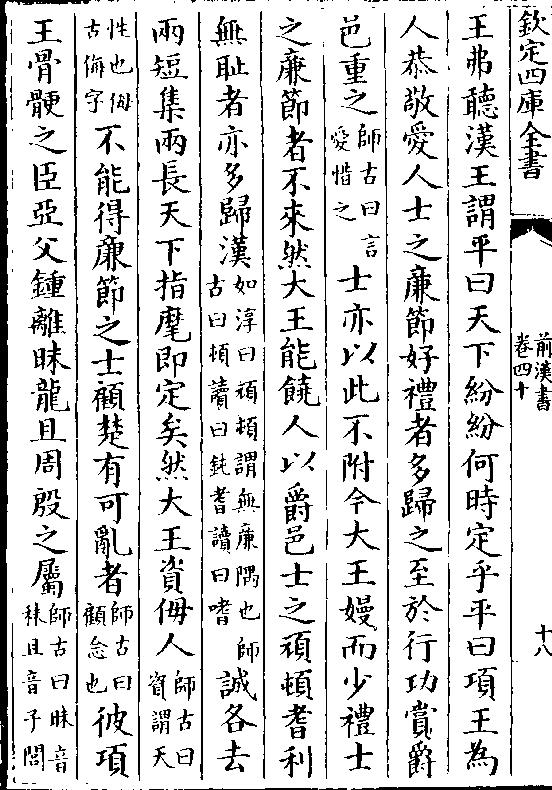 欽定四庫全書
前漢書
卷四十
十八
王弗聽漢王謂平曰天下紛紛何時定乎平曰項王為
人恭敬愛人士之廉節好禮者多歸之至於行功賞爵
邑重之師古曰言愛惜之士亦以此不附今大王嫚而少禮士
之廉節者不來然大王能饒人以爵邑士之頑頓耆利
無耻者亦多歸漢如淳曰頑頓謂無廉隅也師古曰頓讀曰鈍耆讀曰嗜誠各去
兩短集兩長天下指麾即定矣然大王資侮人師古曰資謂天
性也侮古侮字不能得廉節之士顧楚有可亂者師古曰顧念也彼項
王骨骾之臣亞父鍾離眛龍且周殷之屬師古曰眛音秣且音子閭